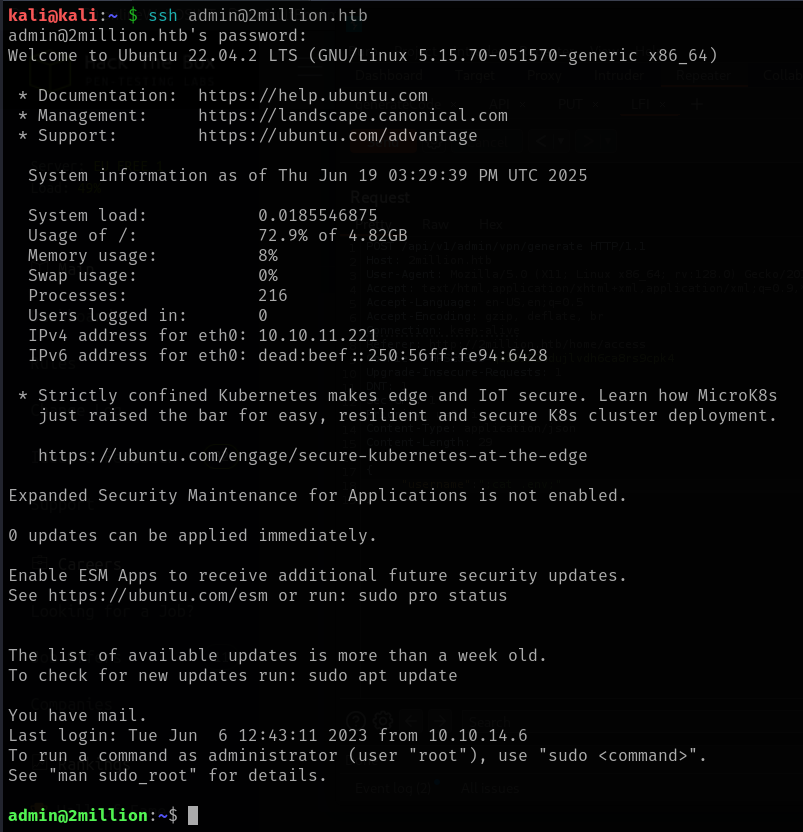 kali@kali:~ $ ssh admin@2million.htb
admin@2million.htb's password:
Welcome to Ubuntu 22.04.2 LTS (GNU/Linux 5.15.70-051570-generic x86_64)
* Documentation:  https://help.ubuntu.com
* Management:     https://landscape.canonical.com
* Support:        https://ubuntu.com/advantage
System information as of Thu Jun 19 03:29:39 PM UTC 2025
System load:           0.0185546875
Usage of /:            72.9% of 4.82GB
Memory usage:          8%
Swap usage:            0%
Processes:             216
Users logged in:       0
IPv4 address for eth0: 10.10.11.221
IPv6 address for eth0: dead:beef::250:56ff:fe94:6428
* Strictly confined Kubernetes makes edge and IoT secure. Learn how MicroK8s
just raised the bar for easy, resilient and secure K8s cluster deployment.
https://ubuntu.com/engage/secure-kubernetes-at-the-edge
Expanded Security Maintenance for Applications is not enabled.
0 updates can be applied immediately.
Enable ESM Apps to receive additional future security updates.
See https://ubuntu.com/esm or run: sudo pro status
The list of available updates is more than a week old.
To check for new updates run: sudo apt update
You have mail.
Last login: Tue Jun  6 12:43:11 2023 from 10.10.14.6
To run a command as administrator (user "root"), use "sudo <command>".
See "man sudo_root" for details.
admin@2million:~$